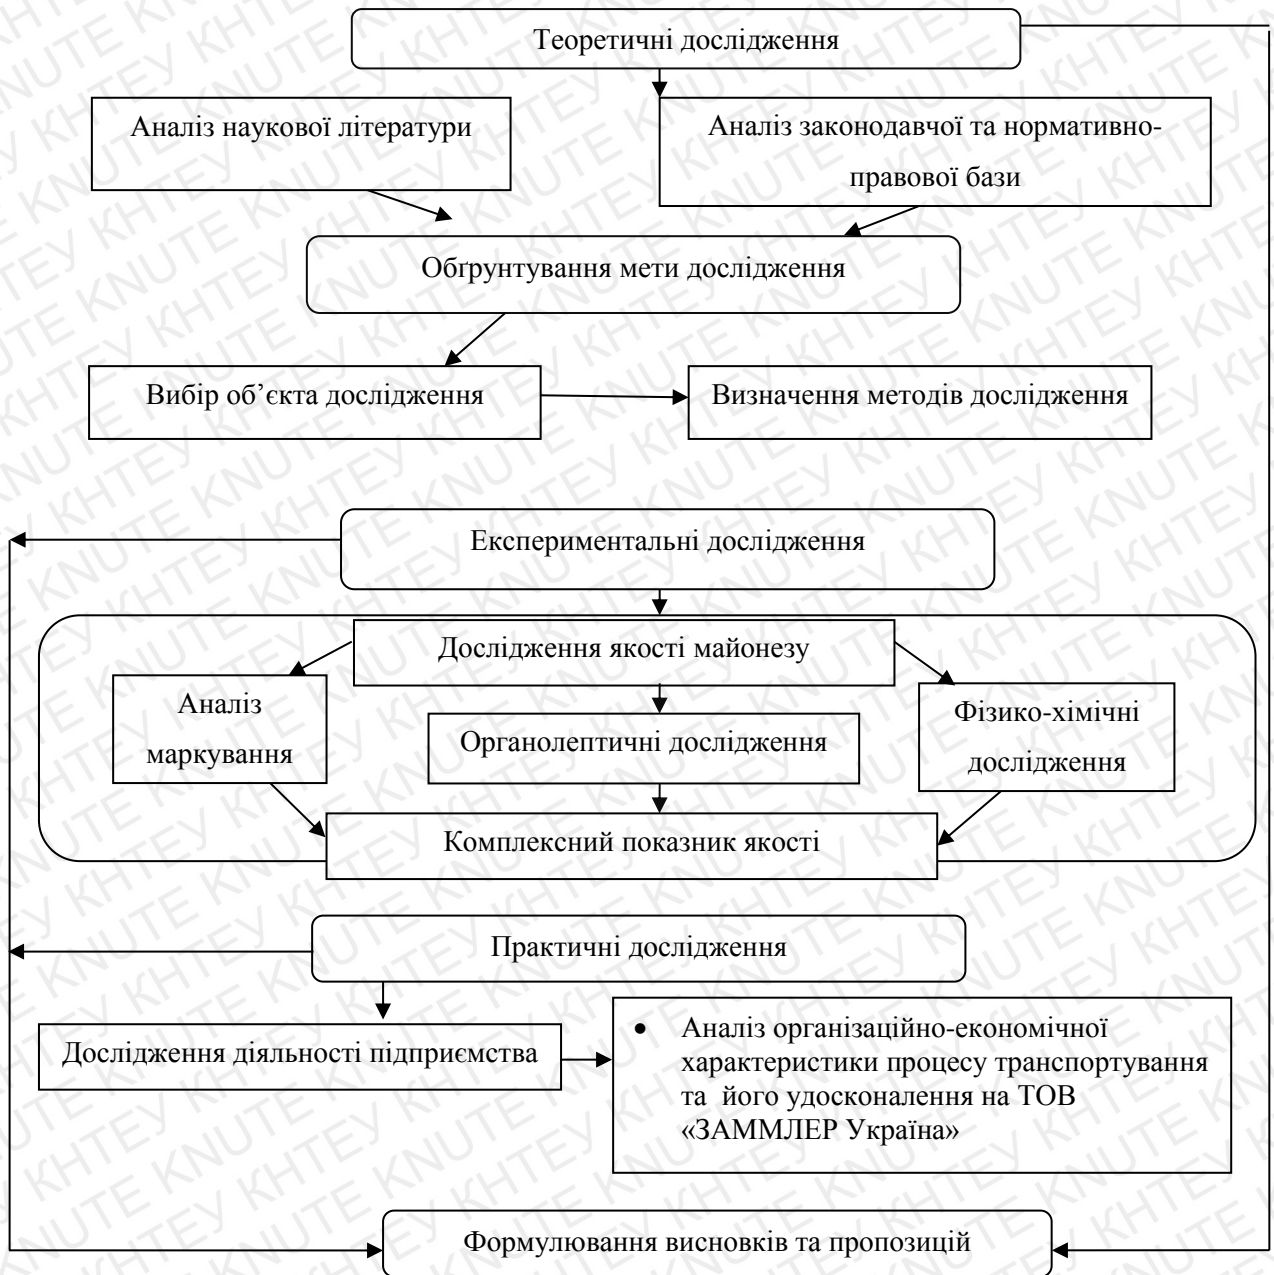 Теоретичні дослідження
Аналіз наукової літератури
Аналіз законодавчої та нормативно-
правової бази
Обґрунтування мети дослідження
Вибір об’єкта дослідження
Визначення методів дослідження
Експериментальні дослідження
Дослідження якості майонезу
Аналіз
маркування
Органолептичні дослідження
Фізико-хімічні
дослідження
Комплексний показник якості
Практичні дослідження
Дослідження діяльності підприємства
• Аналіз організаційно-економічної
характеристики процесу транспортування
та його удосконалення на ТОВ
«ЗАММЛЕР Україна»
Формулювання висновків та пропозицій